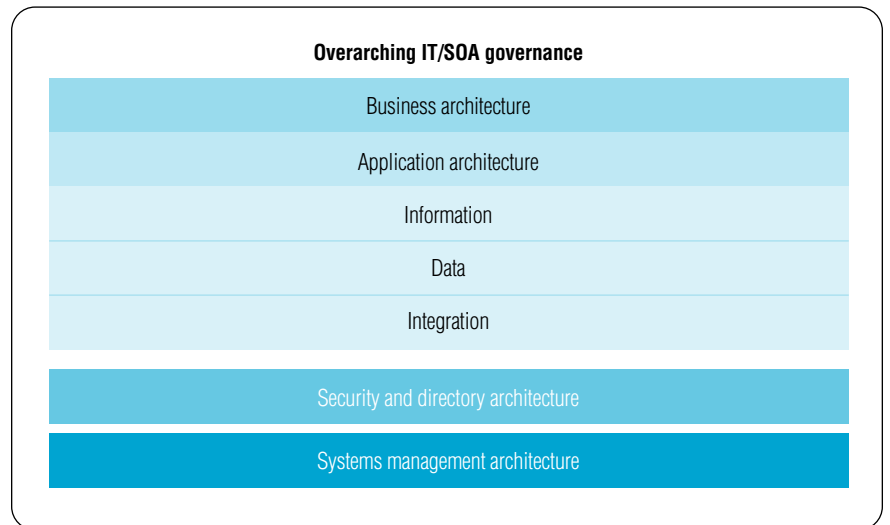 Overarching IT/SOA governance
Business architecture
Application architecture
Information
Data
Integration
Security and directory architecture
Systems management architecture